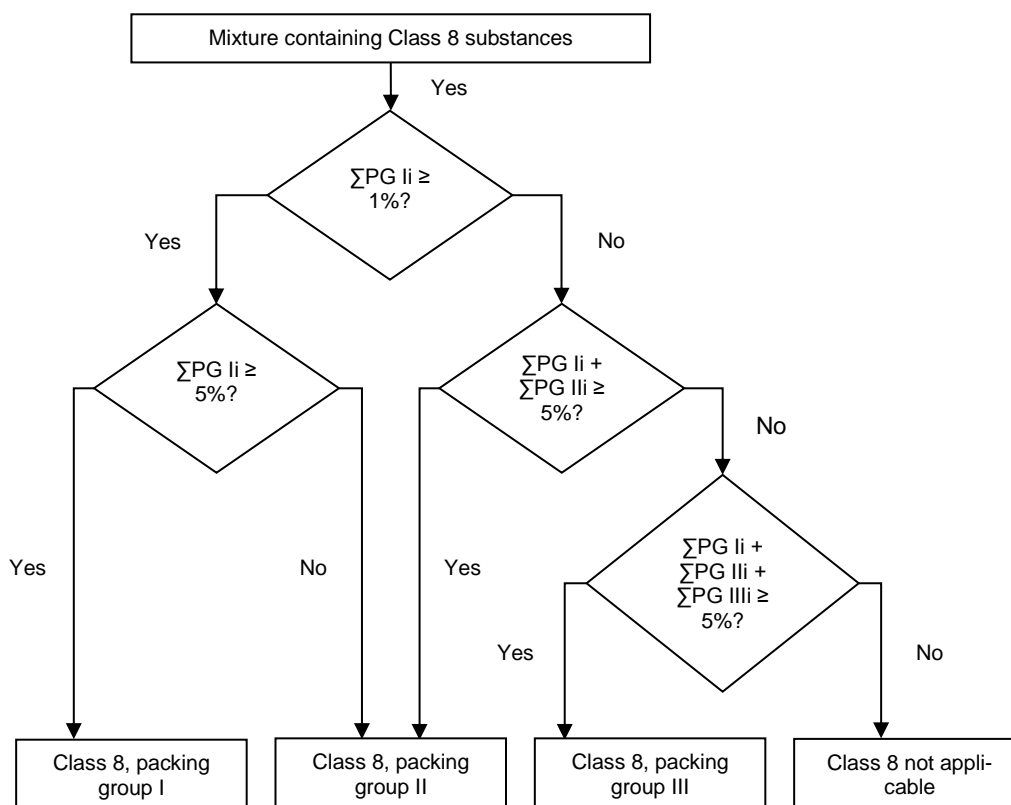 Mixture containing Class 8 substances
Yes
∑PG Ii ≥
1%?
Yes
No
∑PG Ii ≥
5%?
∑PG Ii +
∑PG IIi ≥
5%?
No
∑PG Ii +
∑PG IIi +
∑PG IIIi ≥
5%?
Yes
No
Yes
Yes
No
Class 8, packing
group I
Class 8, packing
group II
Class 8, packing
group III
Class 8 not appli-
cable